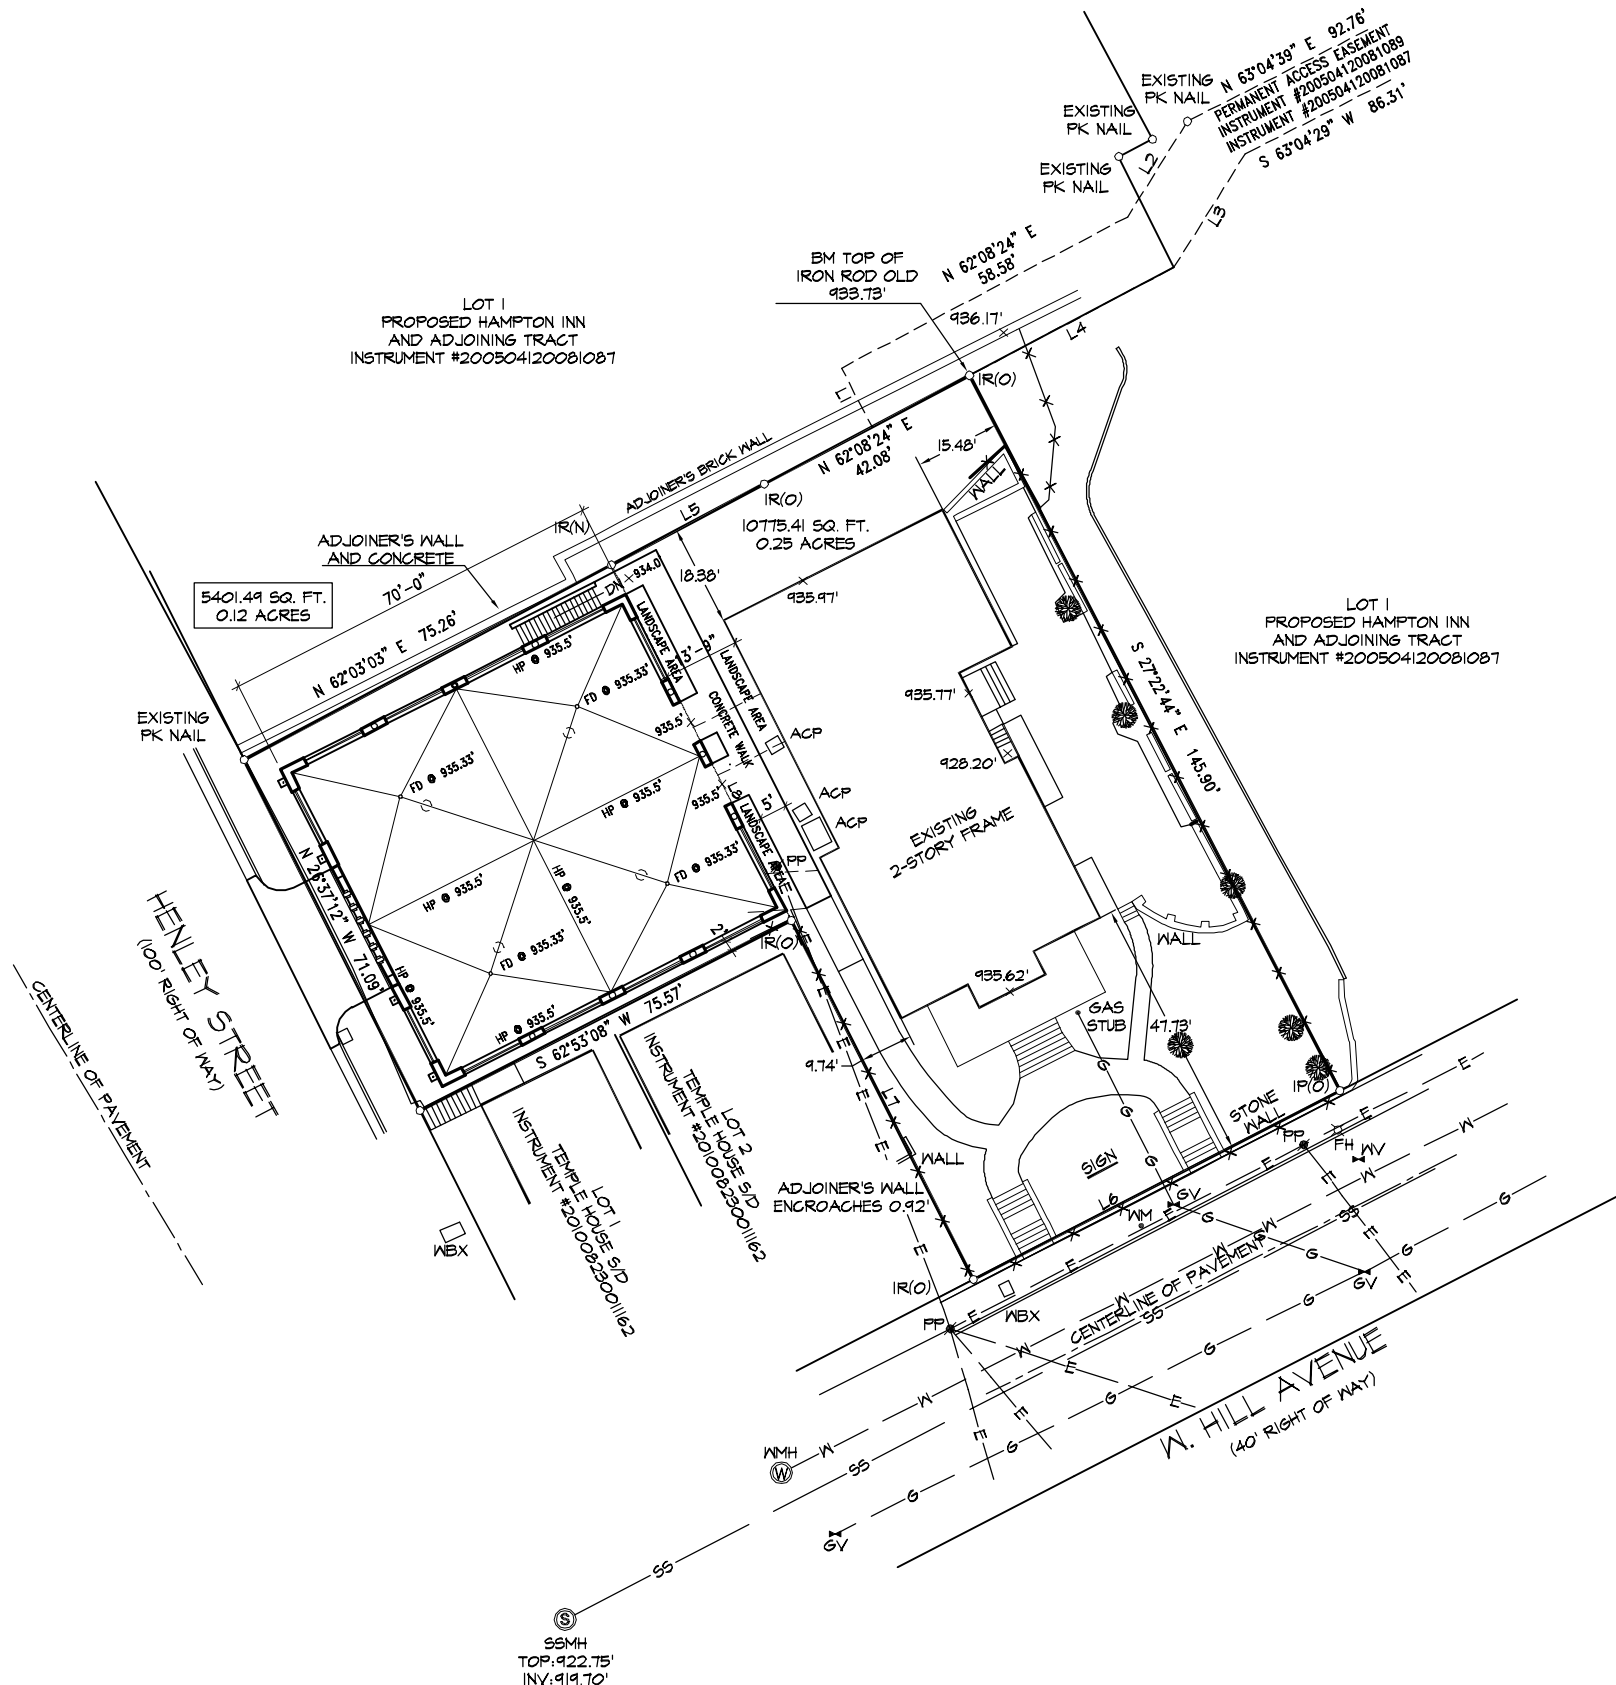 N 63°04'39" E 92.76'
PERMANENT ACCESS EASEMENT
INSTRUMENT #200504120081089
INSTRUMENT #200504120081087
S 63°04'29" W 86.31'
EXISTING
PK NAIL
EXISTING
PK NAIL
EXISTING
PK NAIL
L2
L3
N 62°08'24" E
58.58'
BM TOP OF
IRON ROD OLD
933.73'
936.17'
L4
LOT 1
PROPOSED HAMPTON INN
AND ADJOINING TRACT
INSTRUMENT #200504120081087
L1
IR(O)
N 62°08'24" E
42.08'
15.48'
WALL
ADJOINER'S BRICK WALL
IR(O)
L5
IR(N)
10775.41 SQ. FT.
0.25 ACRES
ADJOINER'S WALL
AND CONCRETE
70'-0"
5401.49 SQ. FT.
0.12 ACRES
N 62°03'03" E 75.26'
DN
934.0
18.38'
935.97'
LOT 1
PROPOSED HAMPTON INN
AND ADJOINING TRACT
INSTRUMENT #200504120081087
S 27°22'44" E 145.90'
EXISTING
PK NAIL
HP @ 935.5'
LANDSCAPE AREA
LANDSCAPE AREA
CONCRETE WALK
FD @ 935.33'
935.5'
935.77'
ACP
928.20'
FD @ 935.33'
HP @ 935.5'
935.5'
L8
5'
ACP
ACP
LANDSCAPE AREA
EXISTING
2-STORY FRAME
PP
E
FD @ 935.33'
HP @ 935.5'
HP @ 935.5'
N 26°37'12" W 71.09'
FD @ 935.33'
2'
IR(O)
WALL
HENLEY STREET
(100' RIGHT OF WAY)
CENTERLINE OF PAVEMENT
HP @ 935.5'
HP @ 935.5'
S 62°53'08" W 75.57'
935.62'
GAS
STUB
47.73'
9.74'
L7
IP(O)
STONE
WALL
PP
FH
WV
LOT 2
TEMPLE HOUSE S/D
INSTRUMENT #201008230011162
LOT 1
TEMPLE HOUSE S/D
INSTRUMENT #201008230011162
WALL
SIGN
ADJOINER'S WALL
ENCROACHES 0.92'
L6
GV
WM
WBX
IR(O)
PP
WBX
CENTERLINE OF PAVEMENT
GV
W. HILL AVENUE
(40' RIGHT OF WAY)
WMH
W
E
G
SS
GV
S
SSMH
TOP:922.75'
INV:919.70'